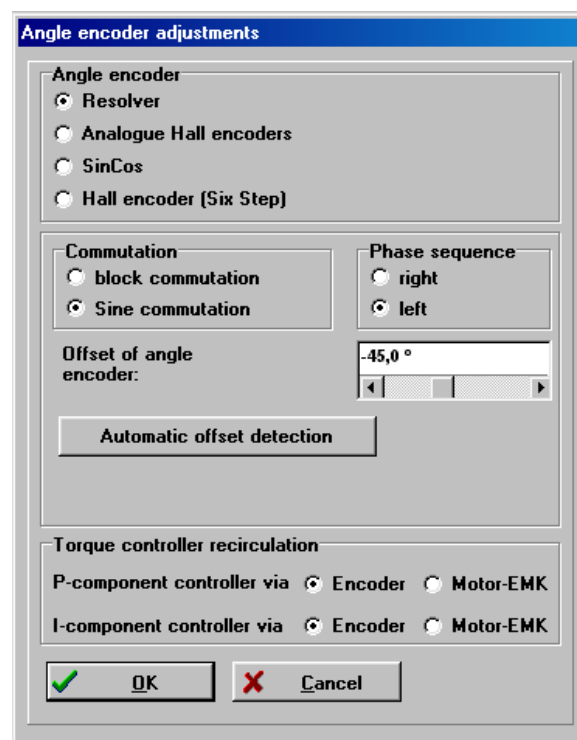 Angle encoder adjustments
Angle encoder
Resolver
Analogue Hall encoders
SinCos
Hall encoder (Six Step)
Commutation
block commutation
Sine commutation
Phase sequence
right
left
Offset of angle
encoder:
-45,0 °
Automatic offset detection
Torque controller recirculation
P-component controller via Encoder Motor-EMK
I-component controller via Encoder Motor-EMK
OK Cancel